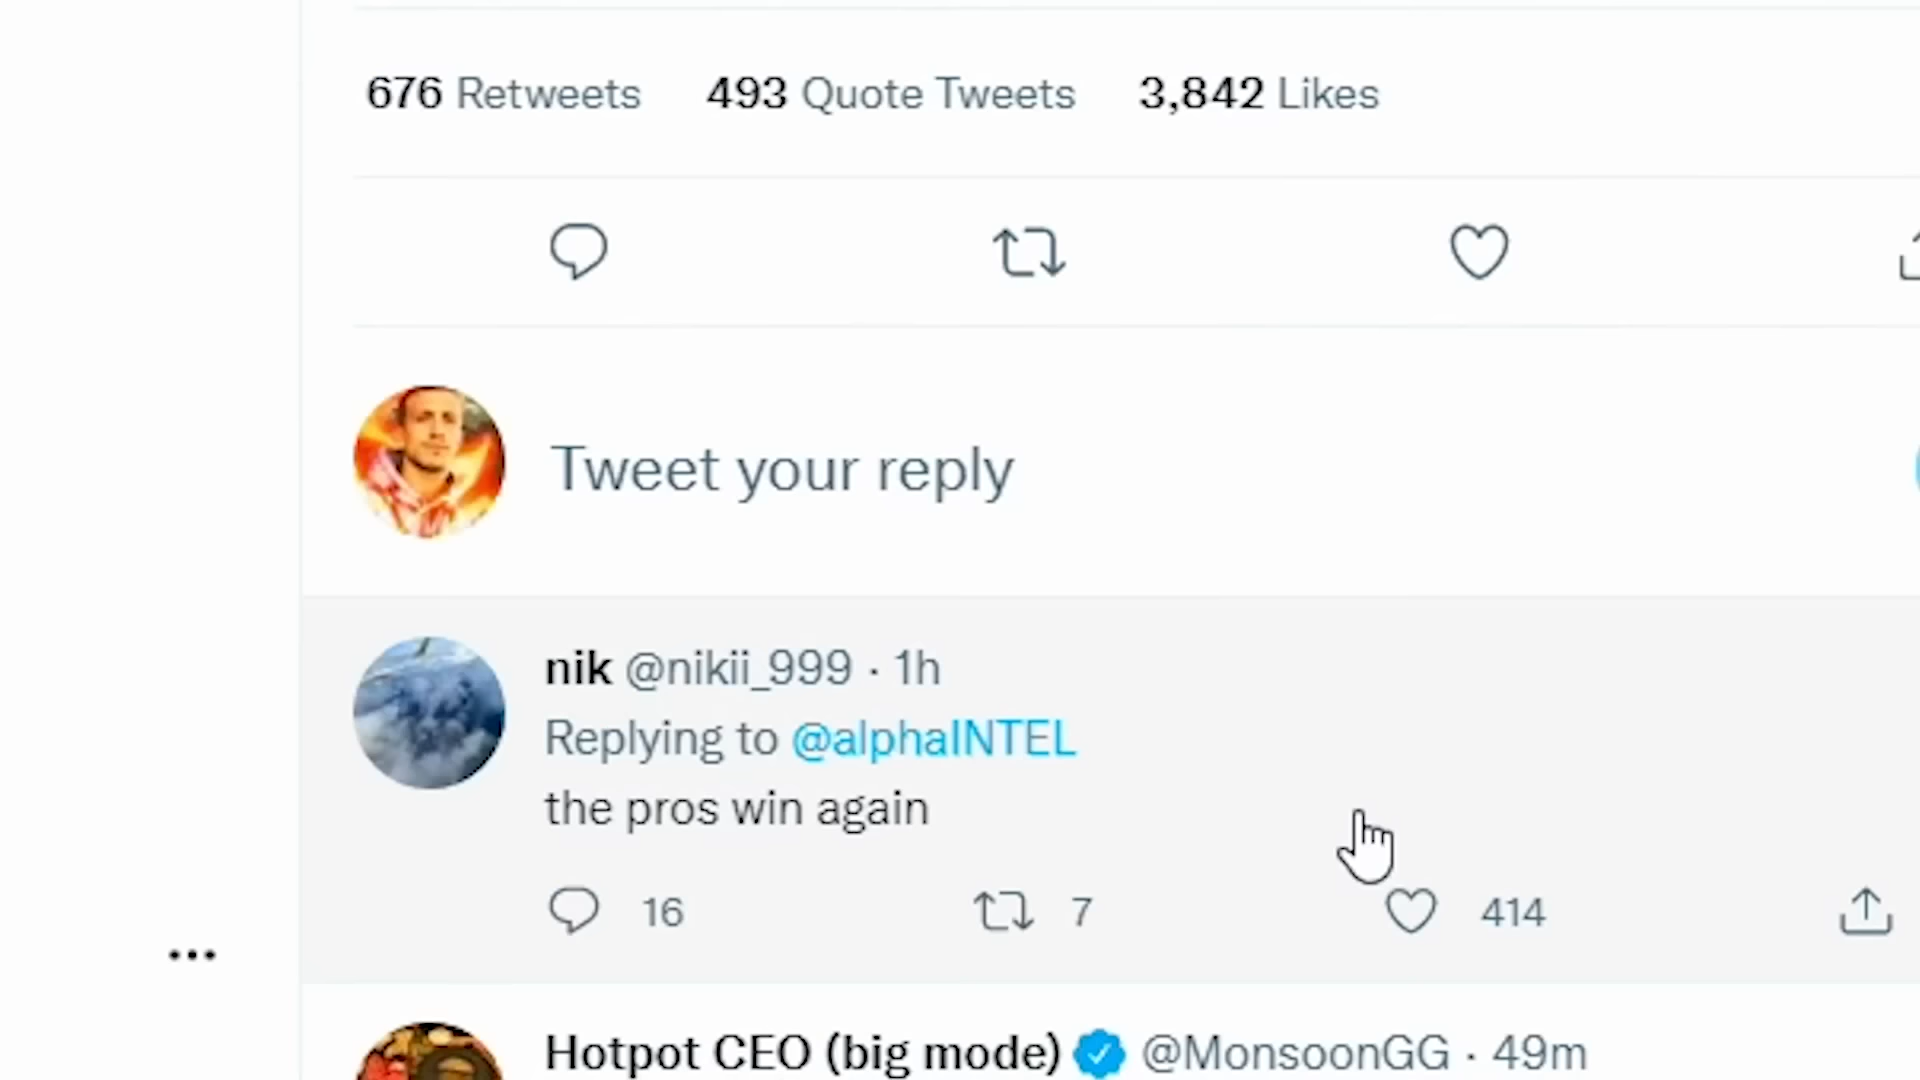 676 Retweets 493 Quote Tweets 3,842 Likes
Tweet your reply
nik @nikii_999 · 1h
Replying to @alphaINTEL
the pros win again
16 7 414
Hotpot CEO (big mode) @MonsoonGG · 49m